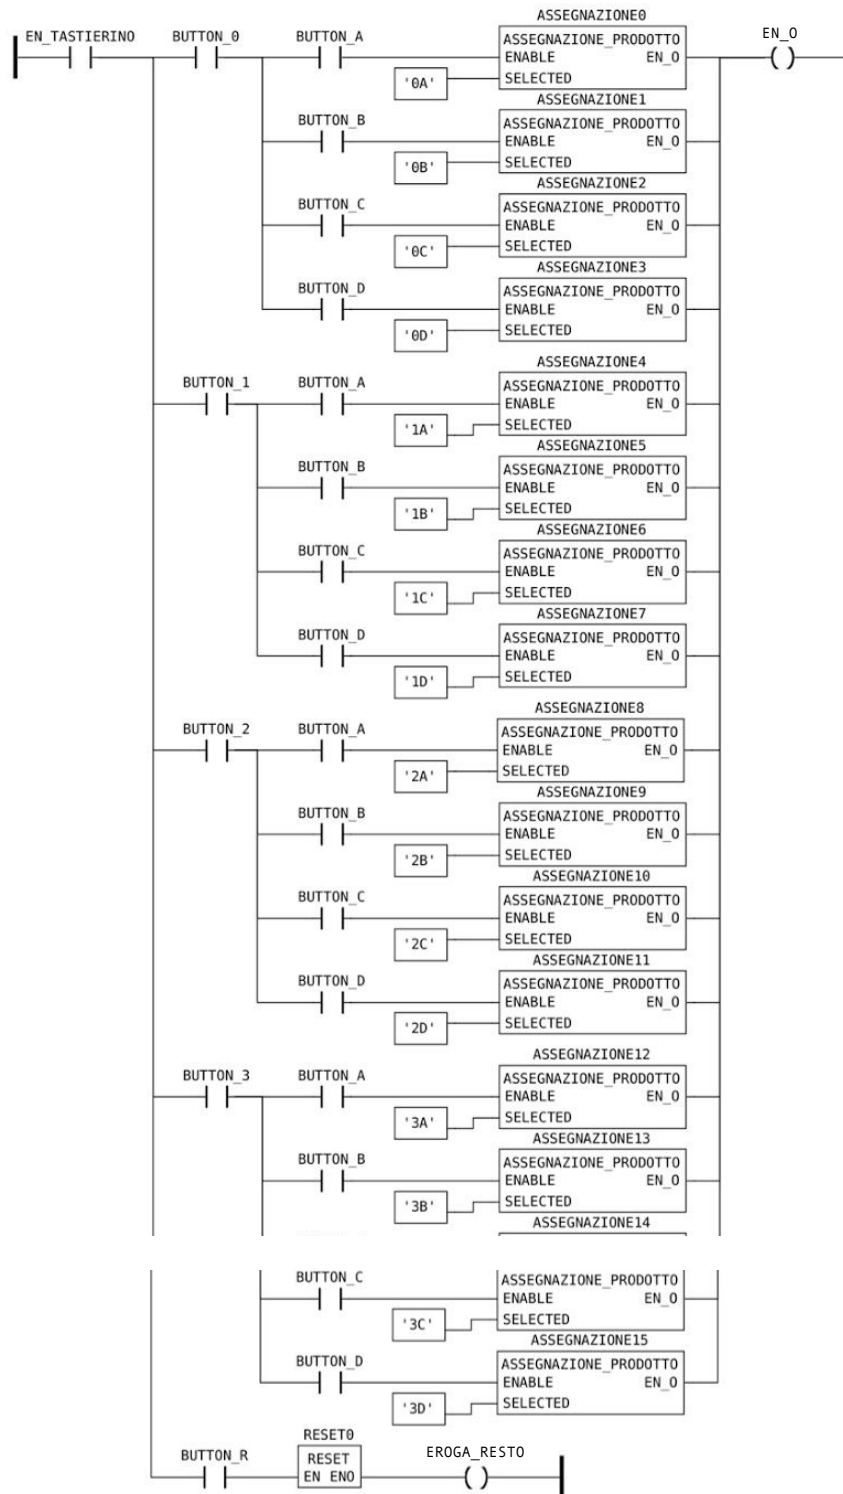 ASSEGNAZIONE0
EN_TASTIERINO BUTTON_0 BUTTON_A ASSEGNAZIONE_PRODOTTO EN_O
ENABLE EN_O
'0A' SELECTED
ASSEGNAZIONE1
BUTTON_B ASSEGNAZIONE_PRODOTTO
ENABLE EN_O
'0B' SELECTED
ASSEGNAZIONE2
BUTTON_C ASSEGNAZIONE_PRODOTTO
ENABLE EN_O
'0C' SELECTED
ASSEGNAZIONE3
BUTTON_D ASSEGNAZIONE_PRODOTTO
ENABLE EN_O
'0D' SELECTED
ASSEGNAZIONE4
BUTTON_1 BUTTON_A ASSEGNAZIONE_PRODOTTO
ENABLE EN_O
'1A' SELECTED
ASSEGNAZIONE5
BUTTON_B ASSEGNAZIONE_PRODOTTO
ENABLE EN_O
'1B' SELECTED
ASSEGNAZIONE6
BUTTON_C ASSEGNAZIONE_PRODOTTO
ENABLE EN_O
'1C' SELECTED
ASSEGNAZIONE7
BUTTON_D ASSEGNAZIONE_PRODOTTO
ENABLE EN_O
'1D' SELECTED
ASSEGNAZIONE8
BUTTON_2 BUTTON_A ASSEGNAZIONE_PRODOTTO
ENABLE EN_O
'2A' SELECTED
ASSEGNAZIONE9
BUTTON_B ASSEGNAZIONE_PRODOTTO
ENABLE EN_O
'2B' SELECTED
ASSEGNAZIONE10
BUTTON_C ASSEGNAZIONE_PRODOTTO
ENABLE EN_O
'2C' SELECTED
ASSEGNAZIONE11
BUTTON_D ASSEGNAZIONE_PRODOTTO
ENABLE EN_O
'2D' SELECTED
ASSEGNAZIONE12
BUTTON_3 BUTTON_A ASSEGNAZIONE_PRODOTTO
ENABLE EN_O
'3A' SELECTED
ASSEGNAZIONE13
BUTTON_B ASSEGNAZIONE_PRODOTTO
ENABLE EN_O
'3B' SELECTED
ASSEGNAZIONE14
BUTTON_C ASSEGNAZIONE_PRODOTTO
ENABLE EN_O
'3C' SELECTED
ASSEGNAZIONE15
BUTTON_D ASSEGNAZIONE_PRODOTTO
ENABLE EN_O
'3D' SELECTED
RESET0
BUTTON_R RESET EROGA_RESTO
EN ENO